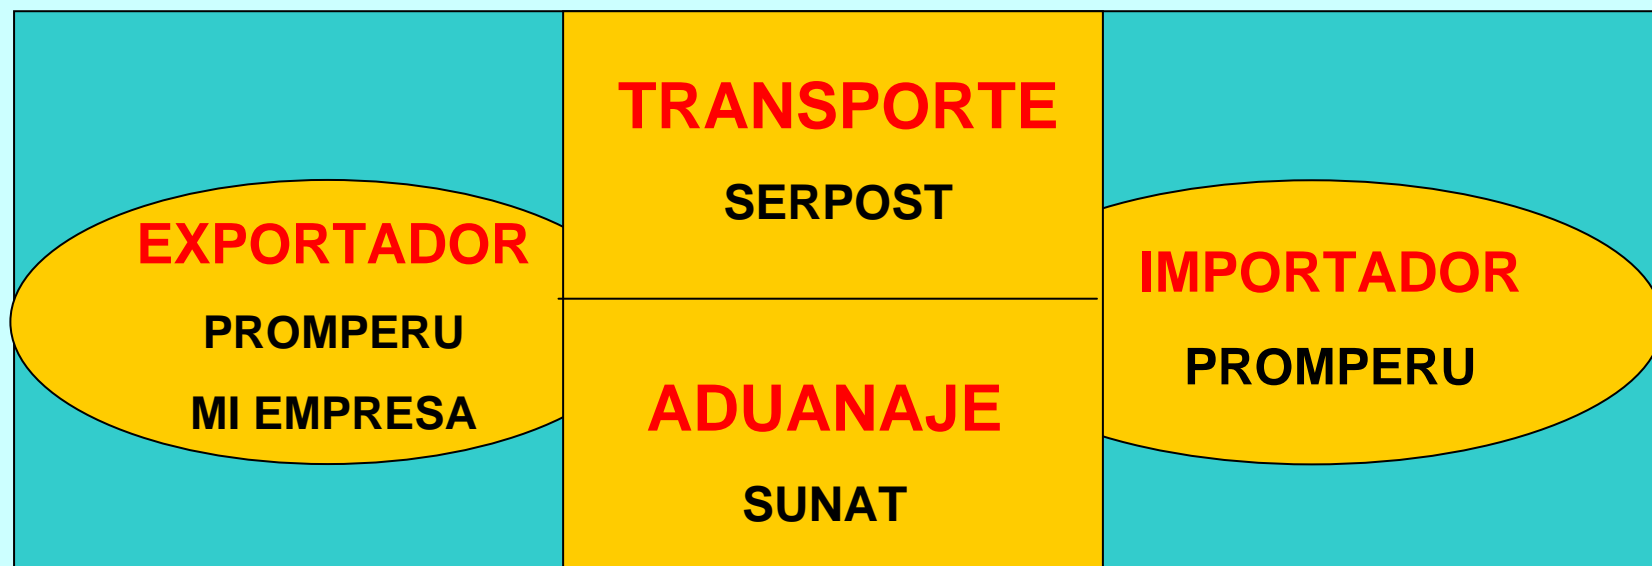 EXPORTADOR
PROMPERU
MI EMPRESA
TRANSPORTE
SERPOST
ADUANAJE
SUNAT
IMPORTADOR
PROMPERU